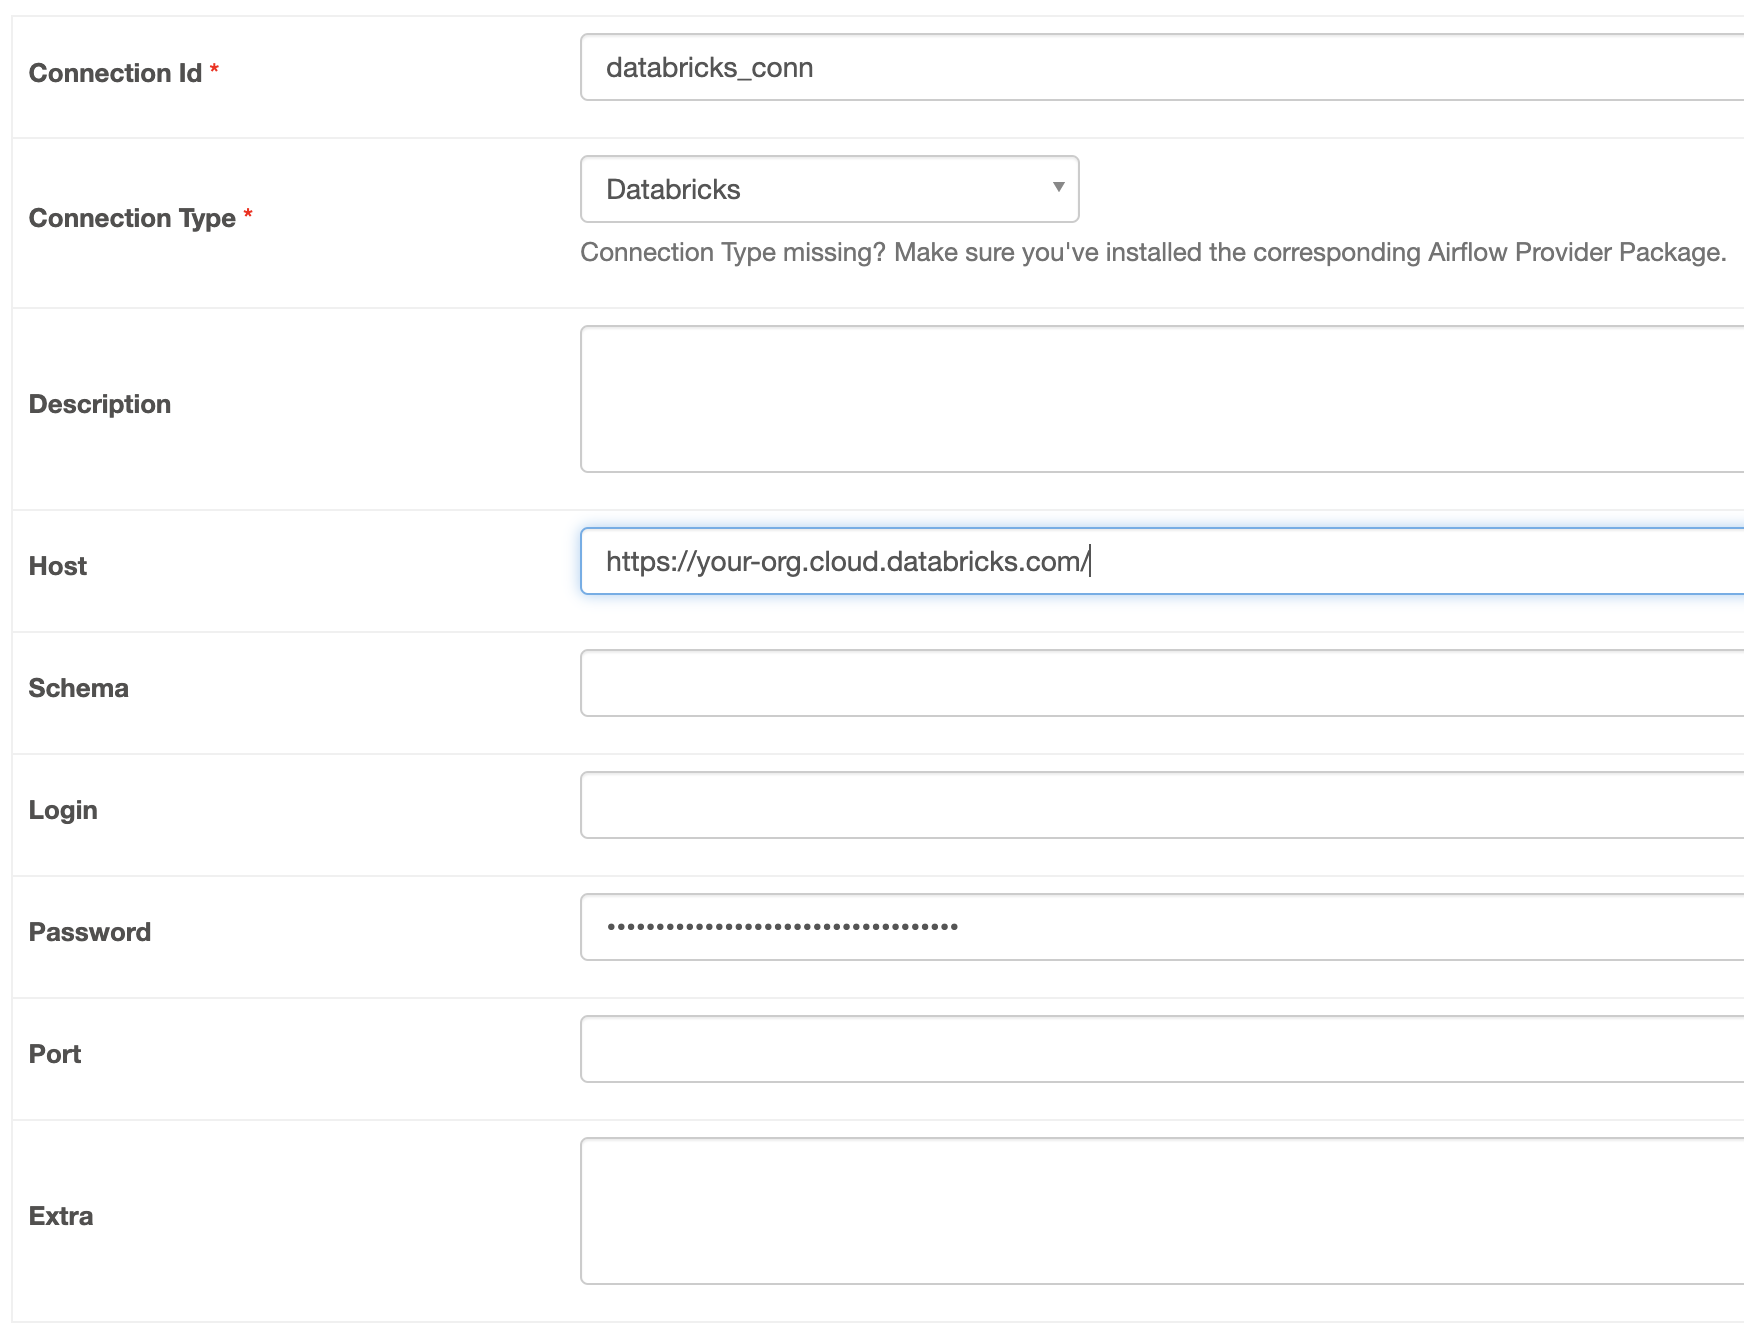 Connection Id *
databricks_conn
Connection Type *
Databricks
Connection Type missing? Make sure you've installed the corresponding Airflow Provider Package.
Description
Host
https://your-org.cloud.databricks.com/
Schema
Login
Password
••••••••••••••••••••••••••••••••••••
Port
Extra